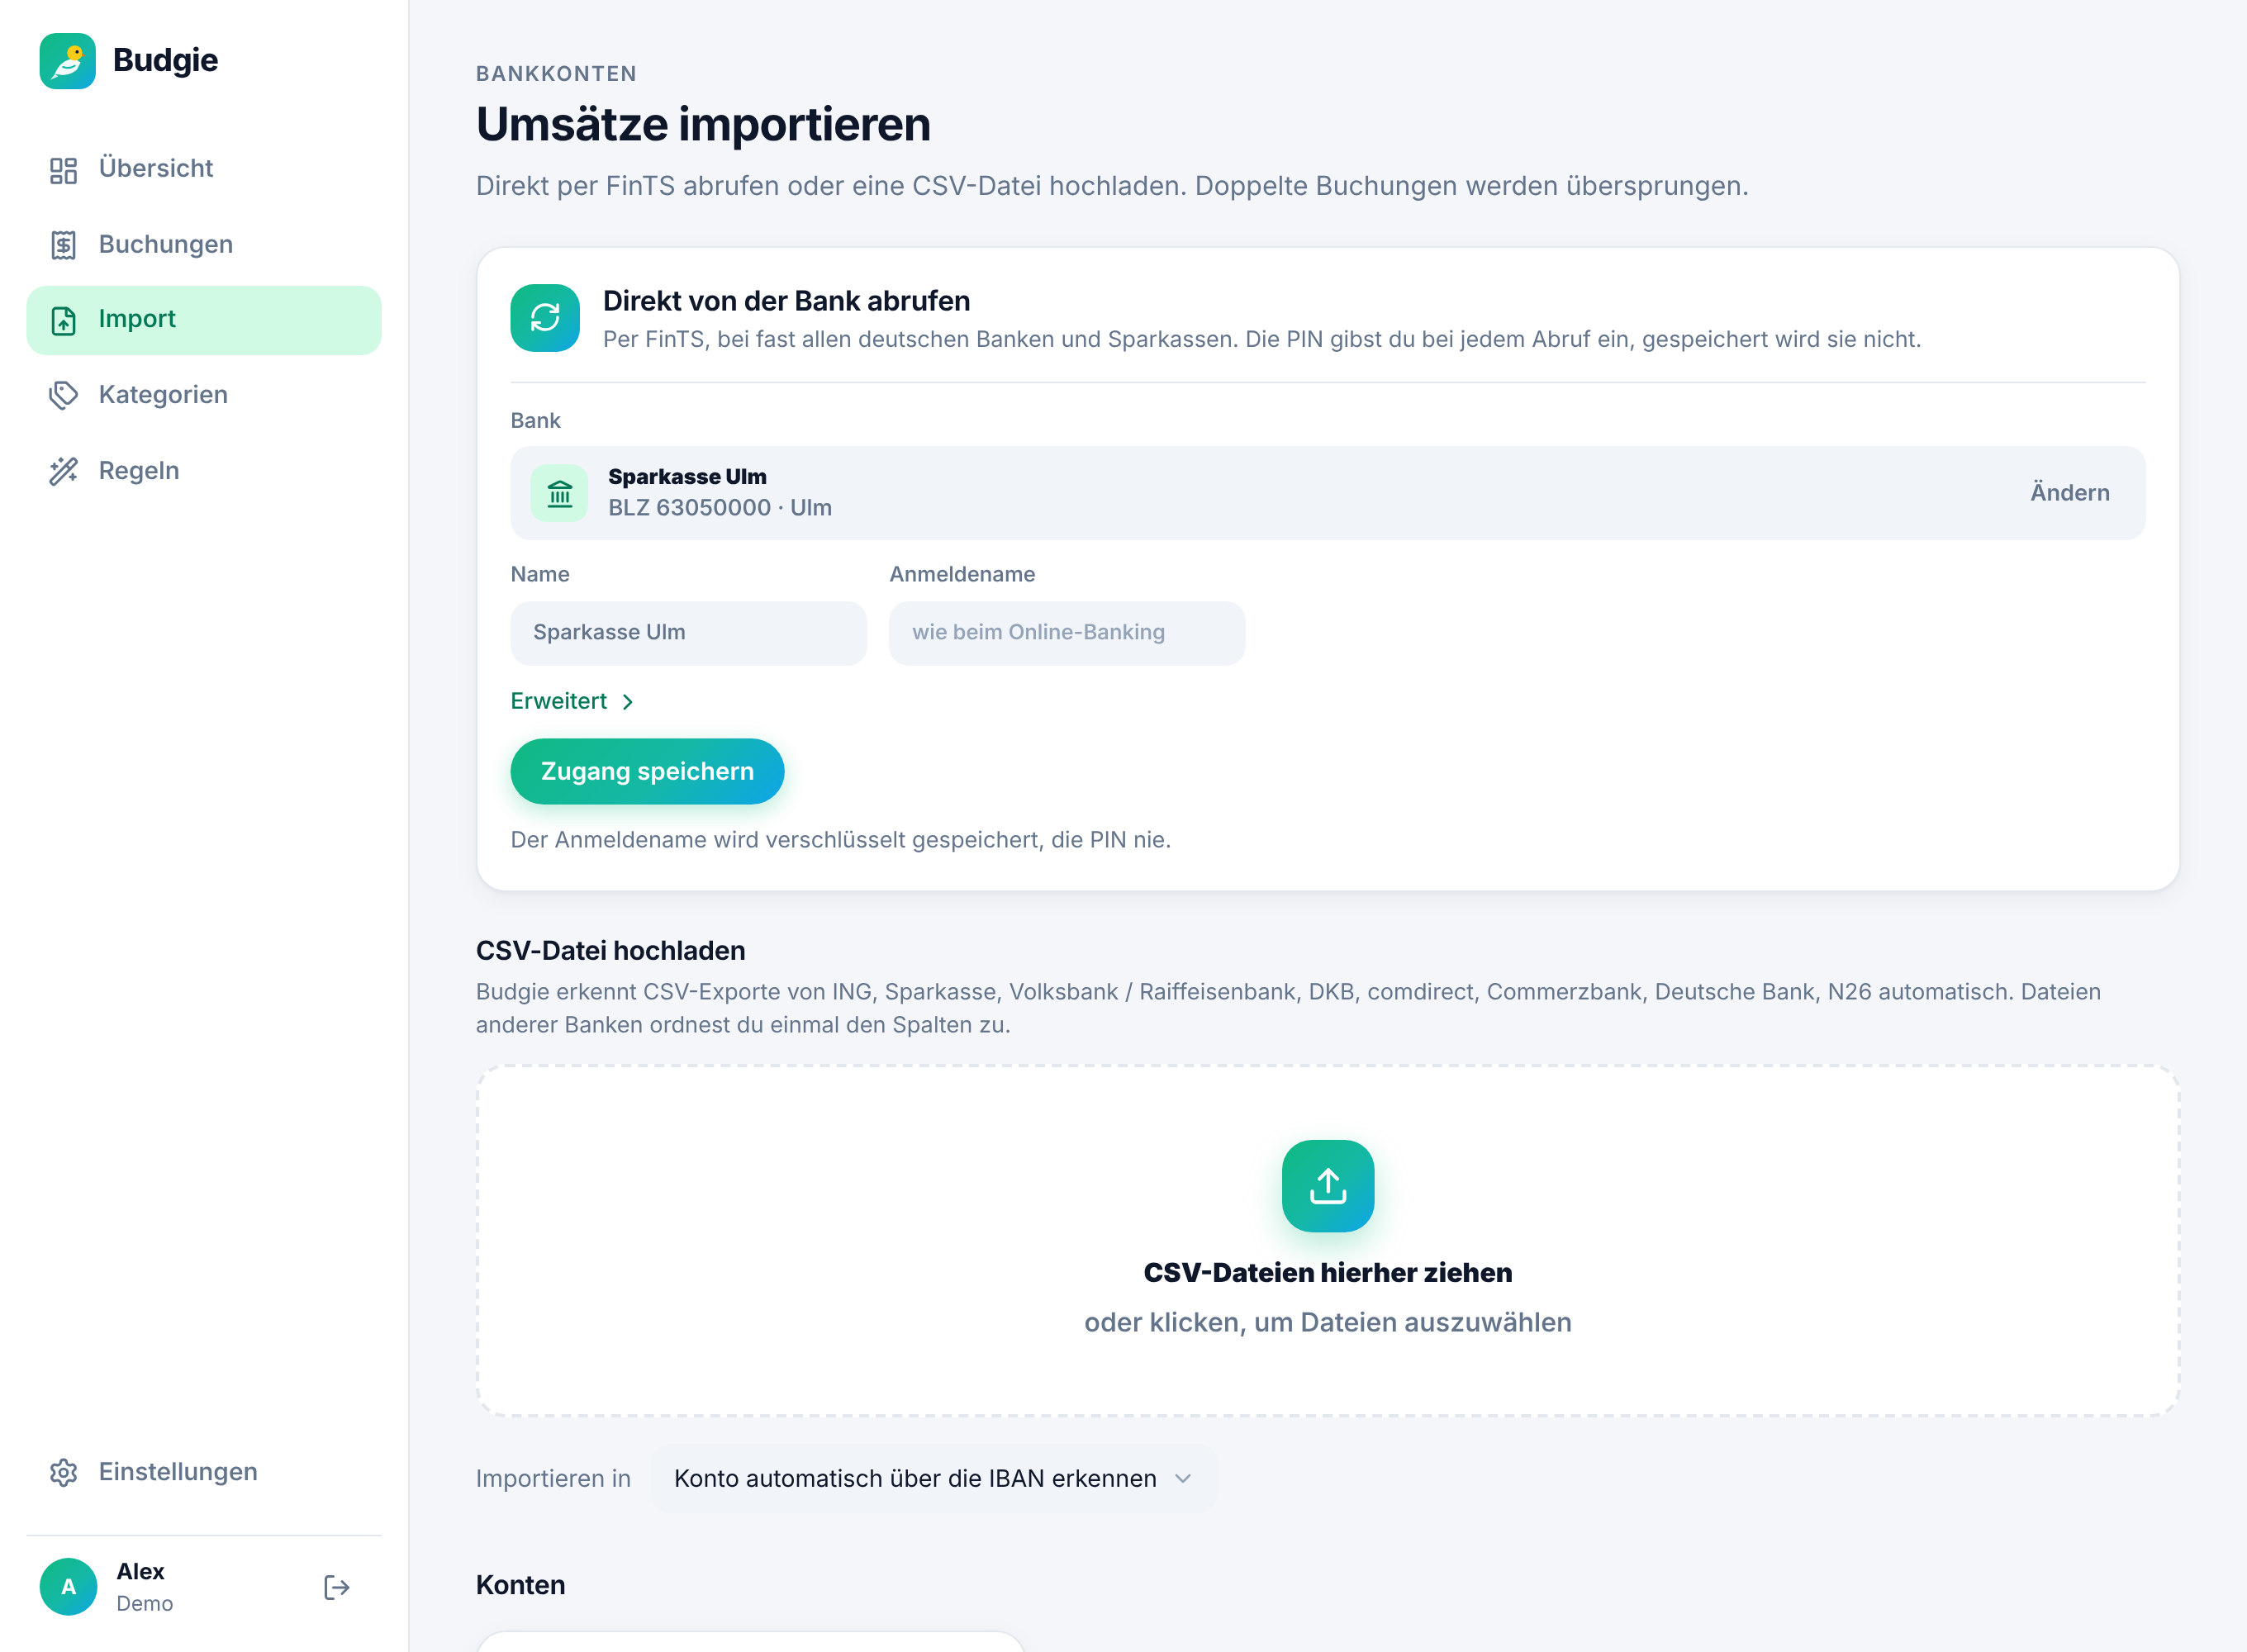 Budgie
Übersicht
Buchungen
Import
Kategorien
Regeln
Einstellungen
A
Alex
Demo
BANKKONTEN
Umsätze importieren
Direkt per FinTS abrufen oder eine CSV-Datei hochladen. Doppelte Buchungen werden übersprungen.
Direkt von der Bank abrufen
Per FinTS, bei fast allen deutschen Banken und Sparkassen. Die PIN gibst du bei jedem Abruf ein, gespeichert wird sie nicht.
Bank
Sparkasse Ulm
BLZ 63050000 · Ulm
Ändern
Name
Anmeldename
Sparkasse Ulm
wie beim Online-Banking
Erweitert
Zugang speichern
Der Anmeldename wird verschlüsselt gespeichert, die PIN nie.
CSV-Datei hochladen
Budgie erkennt CSV-Exporte von ING, Sparkasse, Volksbank / Raiffeisenbank, DKB, comdirect, Commerzbank, Deutsche Bank, N26 automatisch. Dateien
anderer Banken ordnest du einmal den Spalten zu.
CSV-Dateien hierher ziehen
oder klicken, um Dateien auszuwählen
Importieren in
Konto automatisch über die IBAN erkennen
Konten